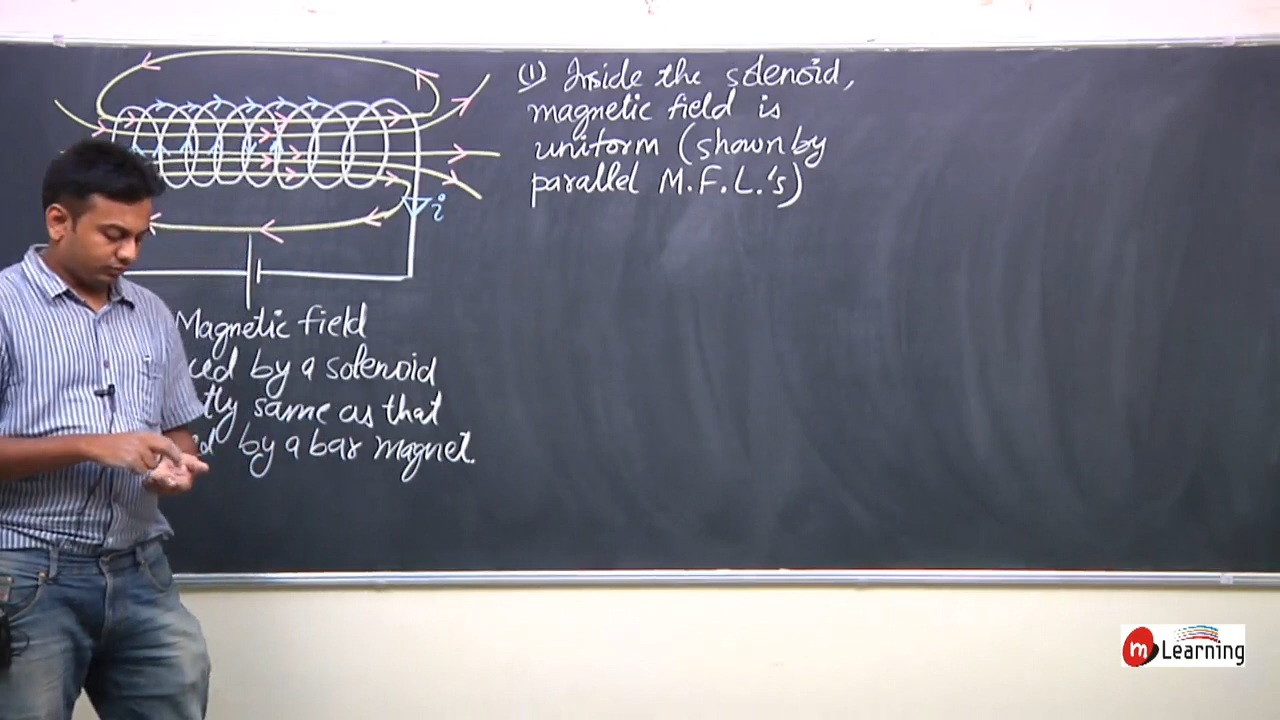 (1) Inside the solenoid,
magnetic field is
uniform (shown by
parallel M.F.L.'s)
i
Magnetic field
by a solenoid
same as that
by a bar magnet.
m Learning